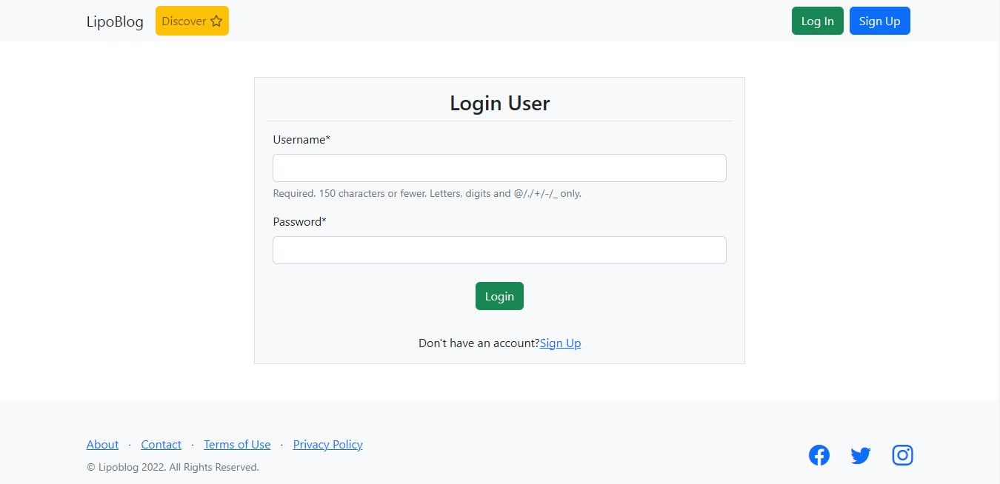 LipoBlog Discover Log In Sign Up
Login User
Username*
Required. 150 characters or fewer. Letters, digits and @/./+/-/_ only.
Password*
Login
Don't have an account?Sign Up
About · Contact · Terms of Use · Privacy Policy
© Lipoblog 2022. All Rights Reserved.